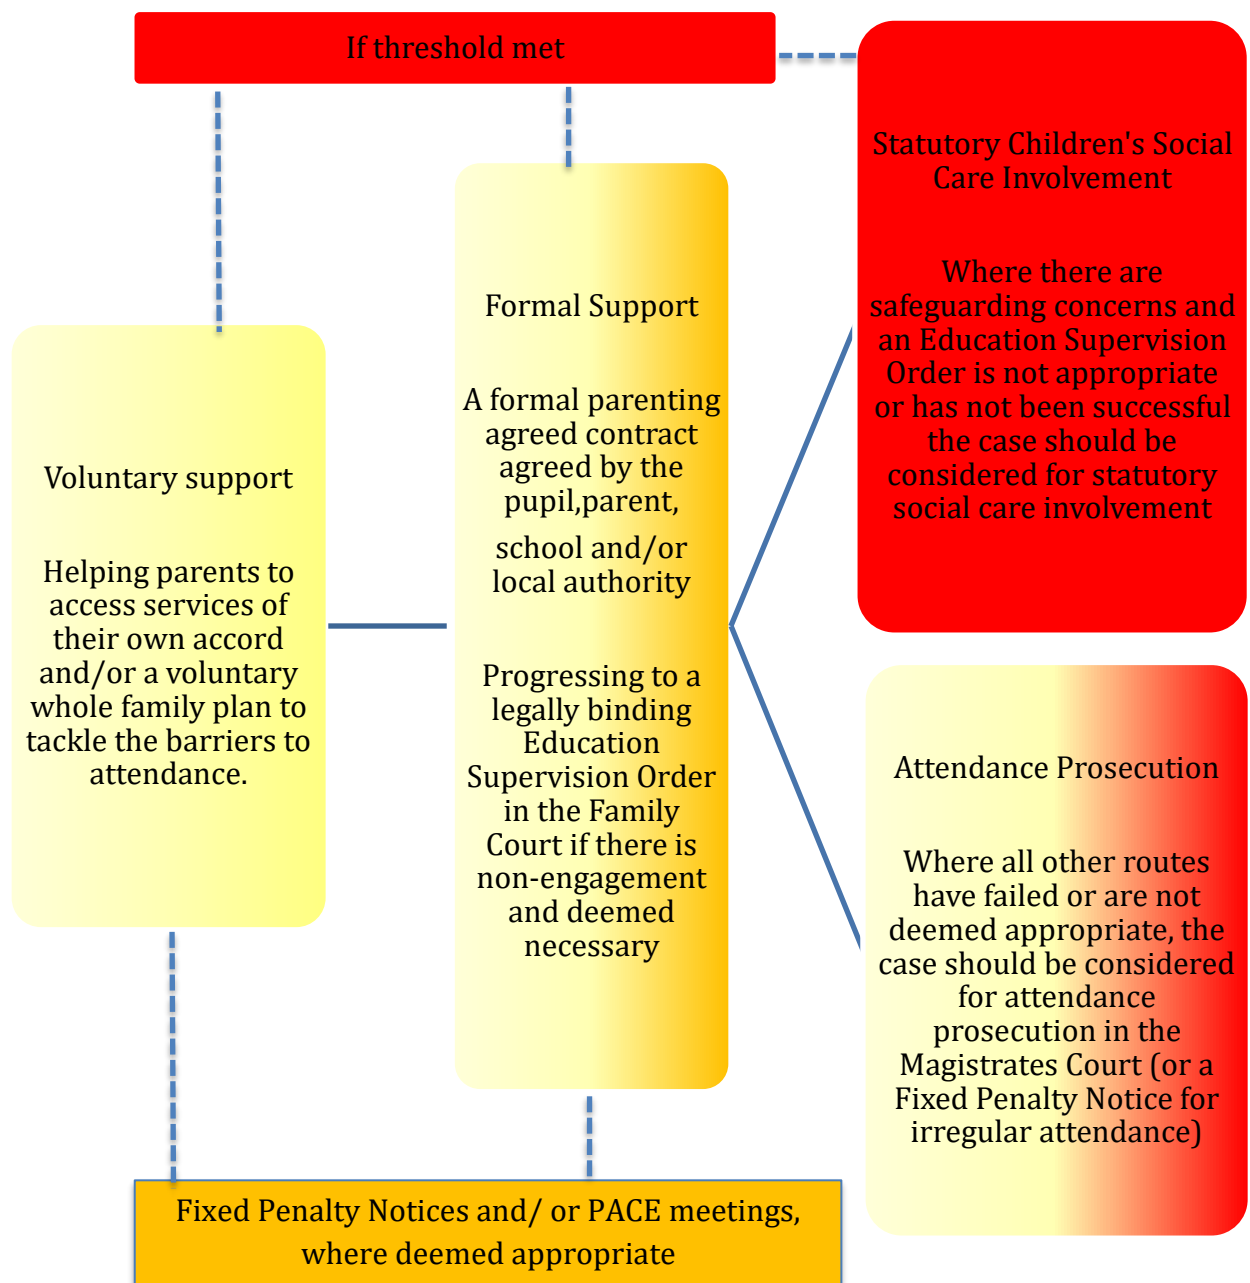 If threshold met
Voluntary support
Helping parents to
access services of
their own accord
and/or a voluntary
whole family plan to
tackle the barriers to
attendance.
Formal Support
A formal parenting
agreed contract
agreed by the
pupil,parent,
school and/or
local authority
Progressing to a
legally binding
Education
Supervision Order
in the Family
Court if there is
non-engagement
and deemed
necessary
Statutory Children's Social
Care Involvement
Where there are
safeguarding concerns and
an Education Supervision
Order is not appropriate
or has not been successful
the case should be
considered for statutory
social care involvement
Attendance Prosecution
Where all other routes
have failed or are not
deemed appropriate, the
case should be considered
for attendance
prosecution in the
Magistrates Court (or a
Fixed Penalty Notice for
irregular attendance)
Fixed Penalty Notices and/ or PACE meetings,
where deemed appropriate